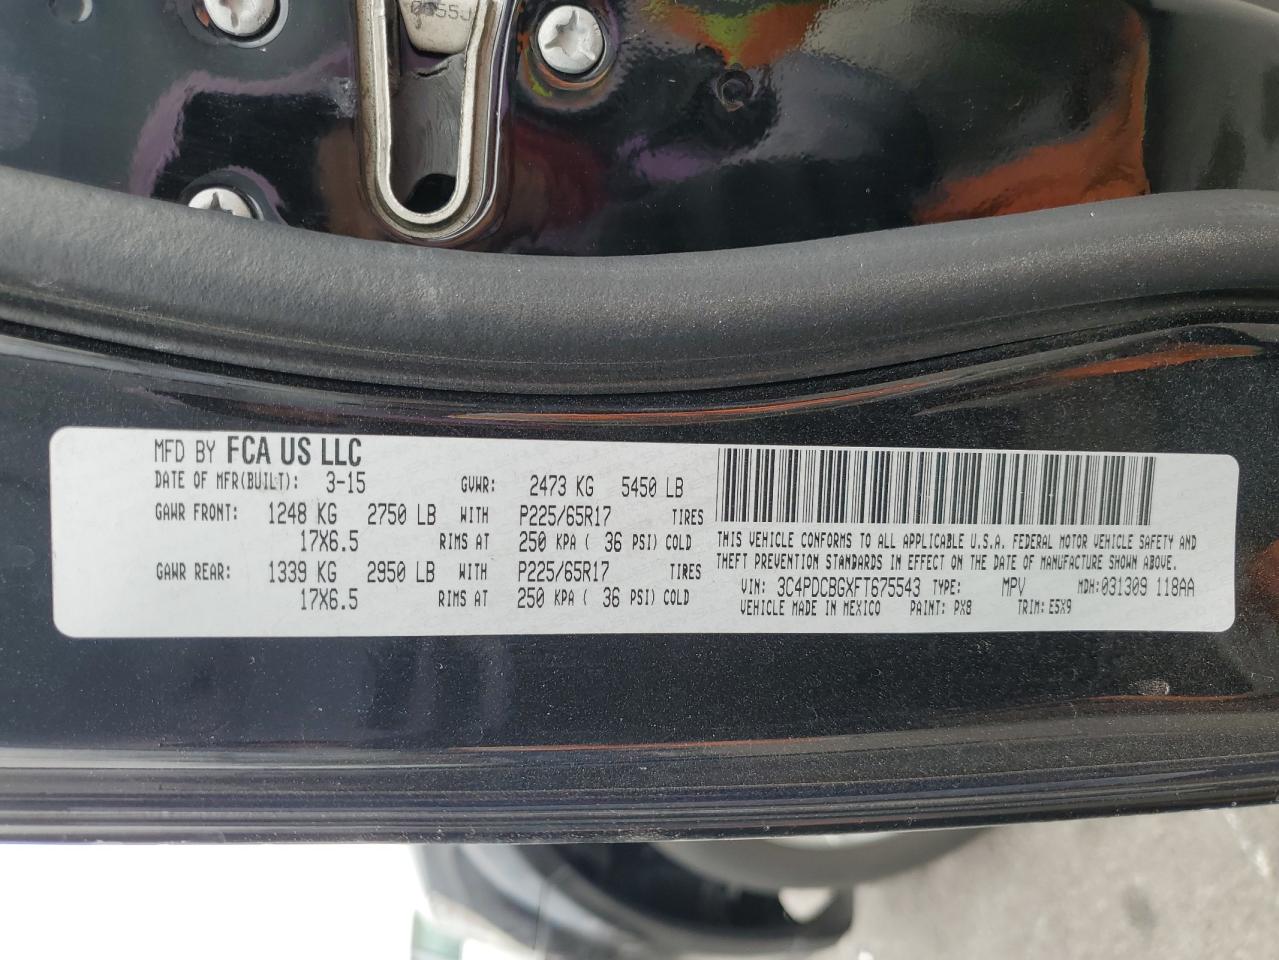 0655J
MFD BY FCA US LLC
DATE OF MFR(BUILT): 3-15 GVWR: 2473 KG 5450 LB
GAWR FRONT: 1248 KG 2750 LB WITH P225/65R17 TIRES
17X6.5 RIMS AT 250 KPA ( 36 PSI) COLD
GAWR REAR: 1339 KG 2950 LB WITH P225/65R17 TIRES
17X6.5 RIMS AT 250 KPA ( 36 PSI) COLD
THIS VEHICLE CONFORMS TO ALL APPLICABLE U.S.A. FEDERAL MOTOR VEHICLE SAFETY AND
THEFT PREVENTION STANDARDS IN EFFECT ON THE DATE OF MANUFACTURE SHOWN ABOVE.
VIN: 3C4PDCBGXFT675543 TYPE: MPV MDH:031309 118AA
VEHICLE MADE IN MEXICO PAINT: PX8 TRIM: E5X9